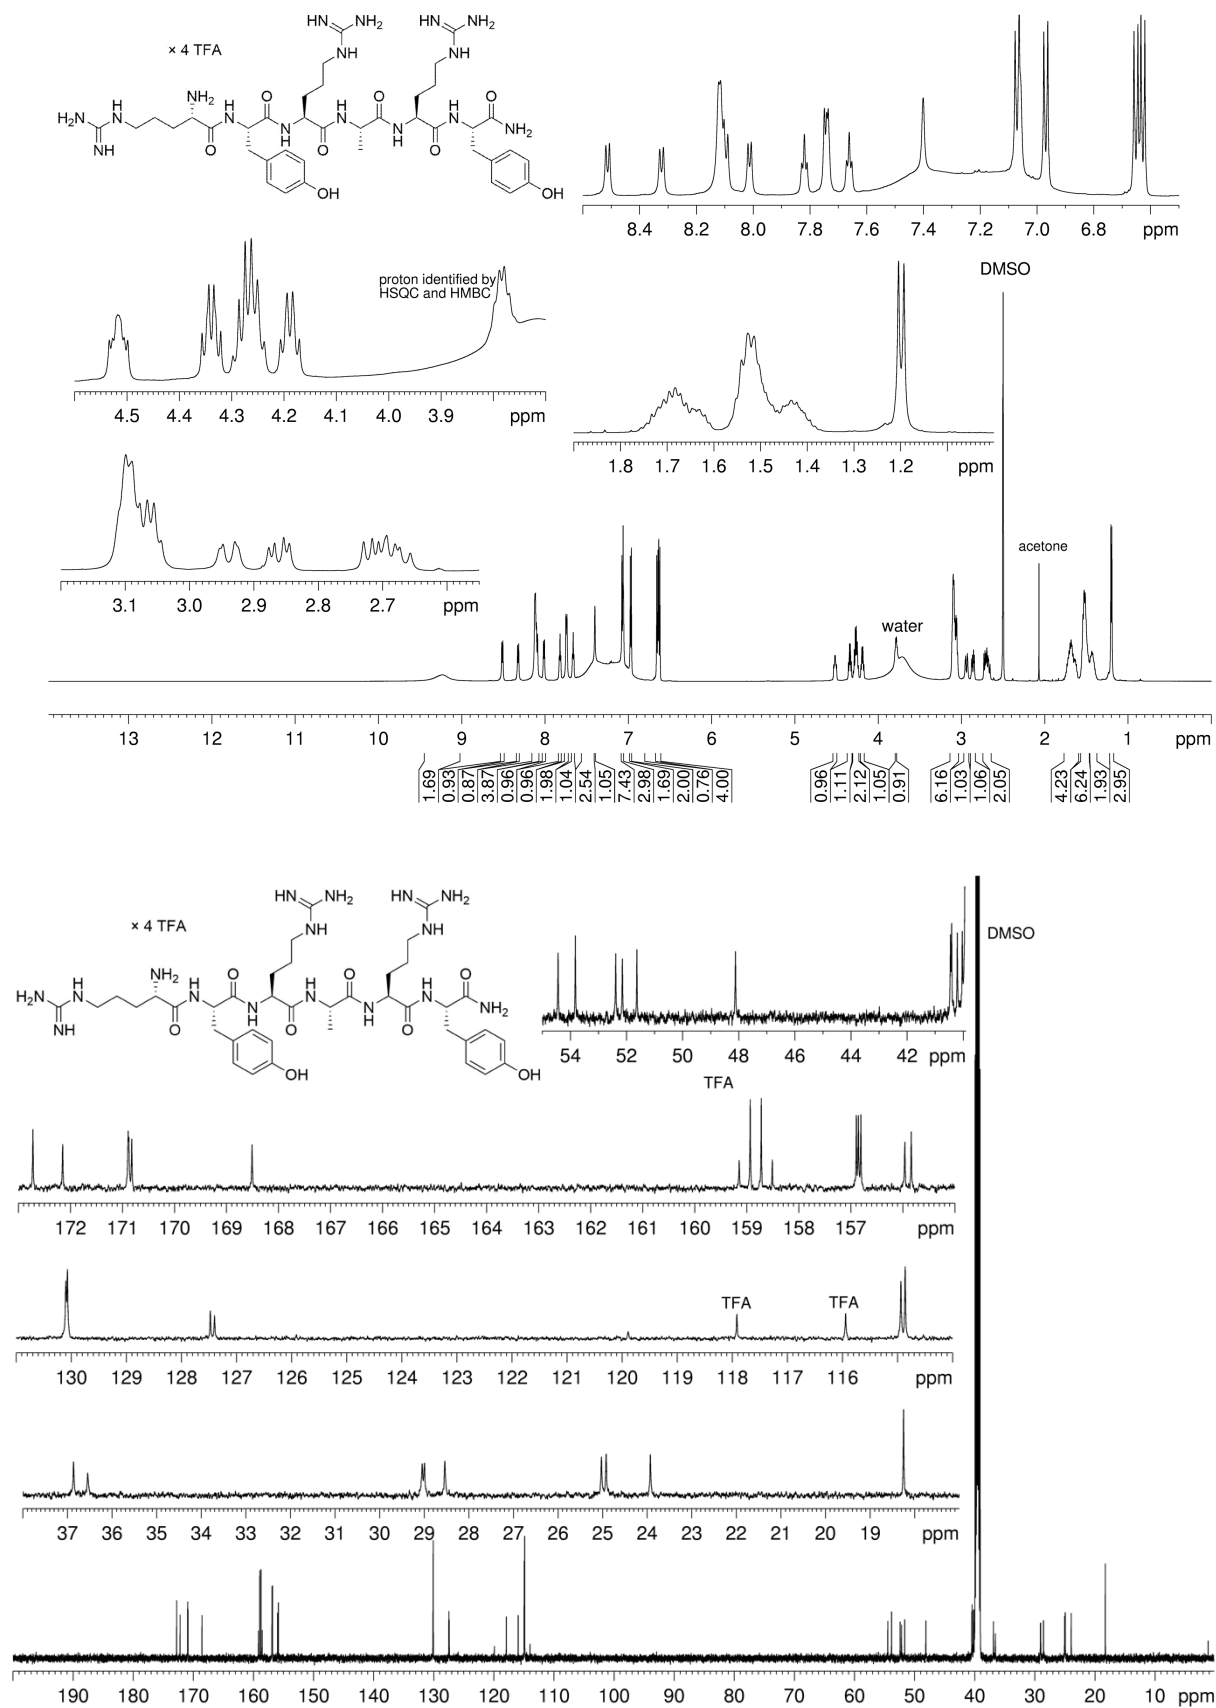 HN NH₂ HN NH₂
× 4 TFA
NH NH
H₂N H N NH₂ H N O H N O H N O
NH O N H O N H O NH₂
OH OH
8.4 8.2 8.0 7.8 7.6 7.4 7.2 7.0 6.8 ppm
proton identified by
HSQC and HMBC
4.5 4.4 4.3 4.2 4.1 4.0 3.9 ppm
DMSO
1.8 1.7 1.6 1.5 1.4 1.3 1.2 ppm
3.1 3.0 2.9 2.8 2.7 ppm
acetone
water
13 12 11 10 9 8 7 6 5 4 3 2 1 ppm
1.69 0.93 0.87 3.87 0.96 0.96 1.98 1.04 2.54 1.05 7.43 2.98 1.69 2.00 0.76 4.00 0.96 1.11 2.12 1.05 0.91 6.16 1.03 1.06 2.05 4.23 6.24 1.93 2.95
HN NH₂ HN NH₂
× 4 TFA
NH NH
H₂N H N NH₂ H N O H N O H N O
NH O N H O N H O NH₂
OH OH
DMSO
54 52 50 48 46 44 42 ppm
TFA
172 171 170 169 168 167 166 165 164 163 162 161 160 159 158 157 ppm
TFA TFA
130 129 128 127 126 125 124 123 122 121 120 119 118 117 116 ppm
37 36 35 34 33 32 31 30 29 28 27 26 25 24 23 22 21 20 19 ppm
190 180 170 160 150 140 130 120 110 100 90 80 70 60 50 40 30 20 10 ppm